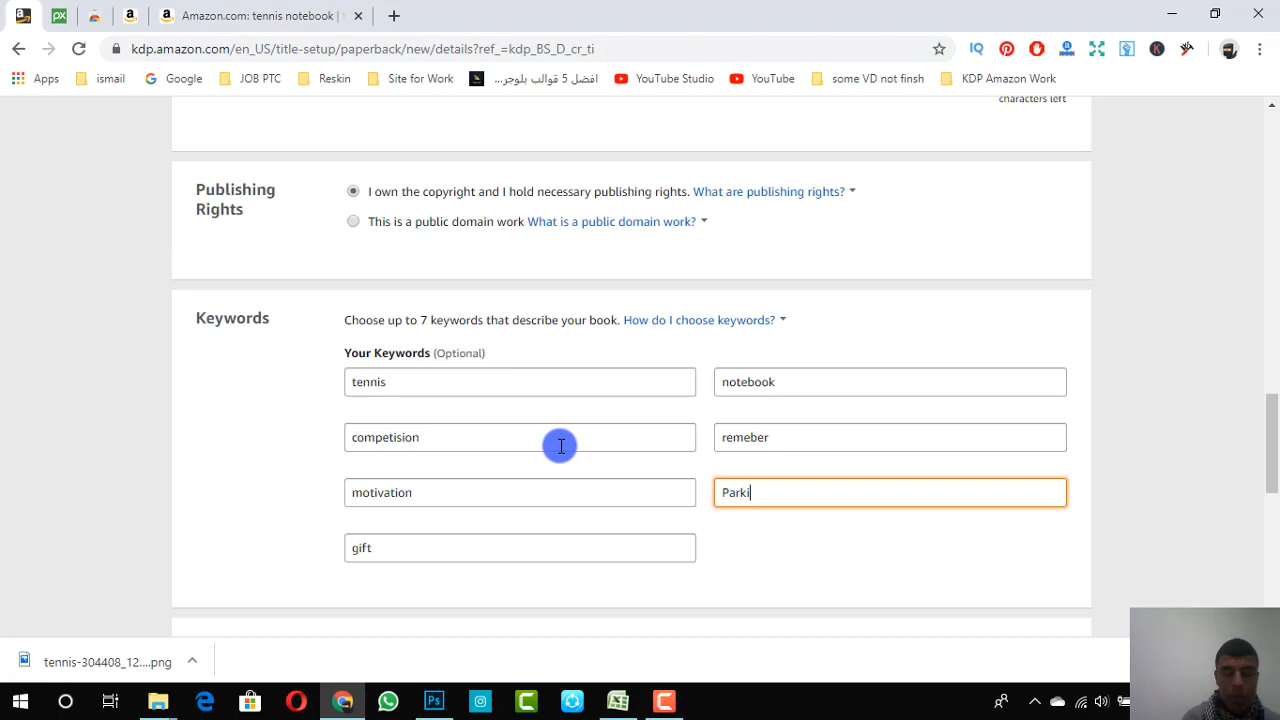 Amazon.com: tennis notebook |
kdp.amazon.com/en_US/title-setup/paperback/new/details?ref_=kdp_BS_D_cr_ti
Apps ismail Google JOB PTC Reskin Site for Work افضل 5 قوالب بلوجر... YouTube Studio YouTube some VD not finsh KDP Amazon Work
characters left
Publishing Rights
I own the copyright and I hold necessary publishing rights. What are publishing rights?
This is a public domain work What is a public domain work?
Keywords
Choose up to 7 keywords that describe your book. How do I choose keywords?
Your Keywords (Optional)
tennis notebook
competision remeber
motivation Parki
gift
tennis-304408_12....png